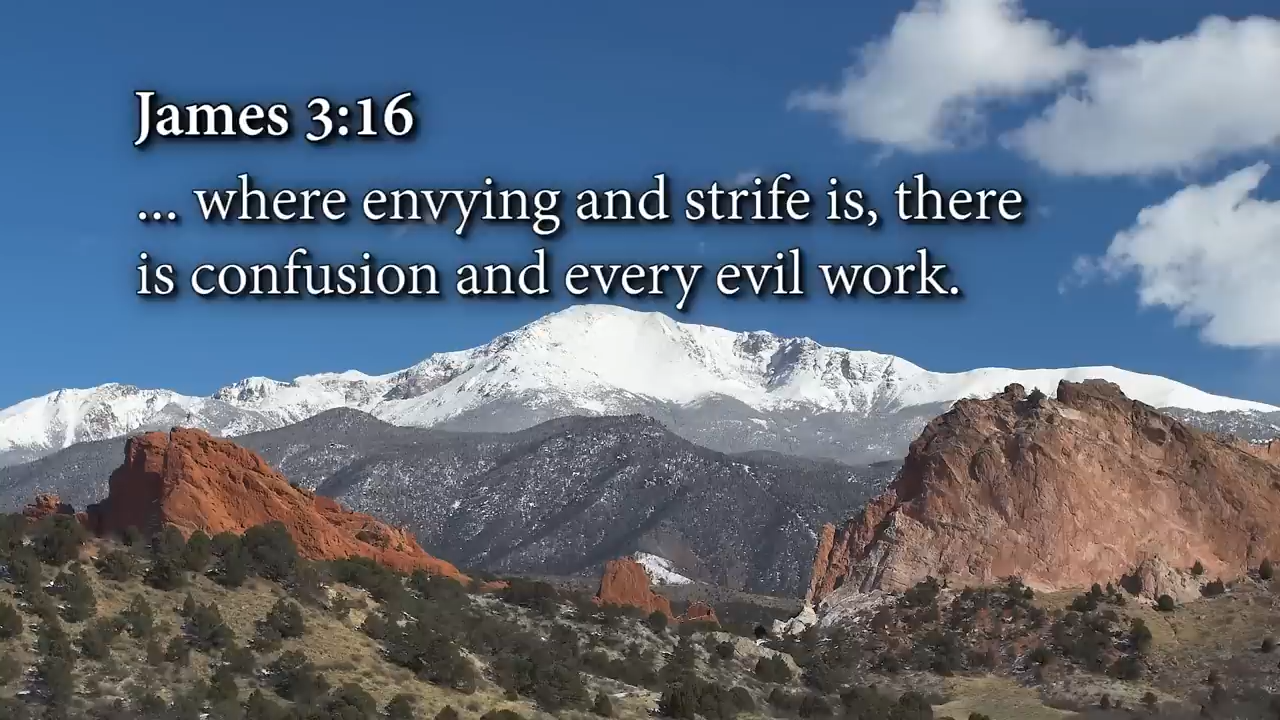 James 3:16
... where envying and strife is, there
is confusion and every evil work.